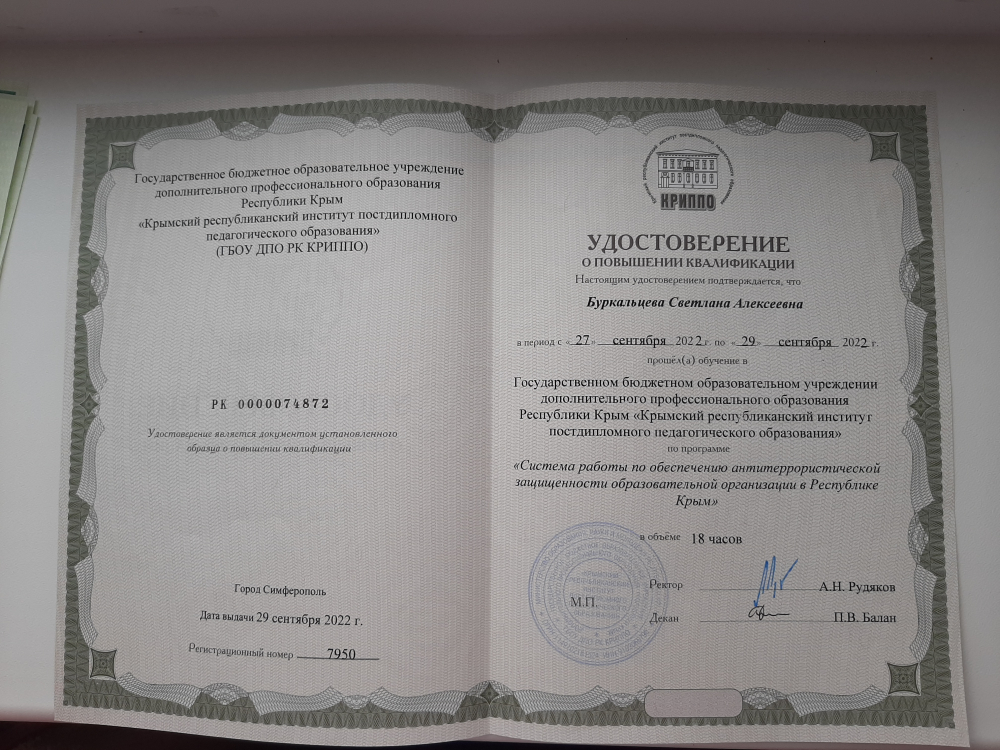 Государственное бюджетное образовательное учреждение
дополнительного профессионального образования
Республики Крым
«Крымский республиканский институт постдипломного
педагогического образования»
(ГБОУ ДПО РК КРИППО)
РК 0000074872
Удостоверение является документом установленного
образца о повышении квалификации
Город Симферополь
Дата выдачи 29 сентября 2022 г.
Регистрационный номер 7950
КРИППО
УДОСТОВЕРЕНИЕ
О ПОВЫШЕНИИ КВАЛИФИКАЦИИ
Настоящим удостоверением подтверждается, что
Буркальцева Светлана Алексеевна
в период с «27» сентября 2022 г. по «29» сентября 2022 г.
прошёл(а) обучение в
Государственном бюджетном образовательном учреждении
дополнительного профессионального образования
Республики Крым «Крымский республиканский институт
постдипломного педагогического образования»
по программе
«Система работы по обеспечению антитеррористической
защищенности образовательной организации в Республике
Крым»
в объёме 18 часов
Ректор А.Н. Рудяков
М.П.
Декан П.В. Балан